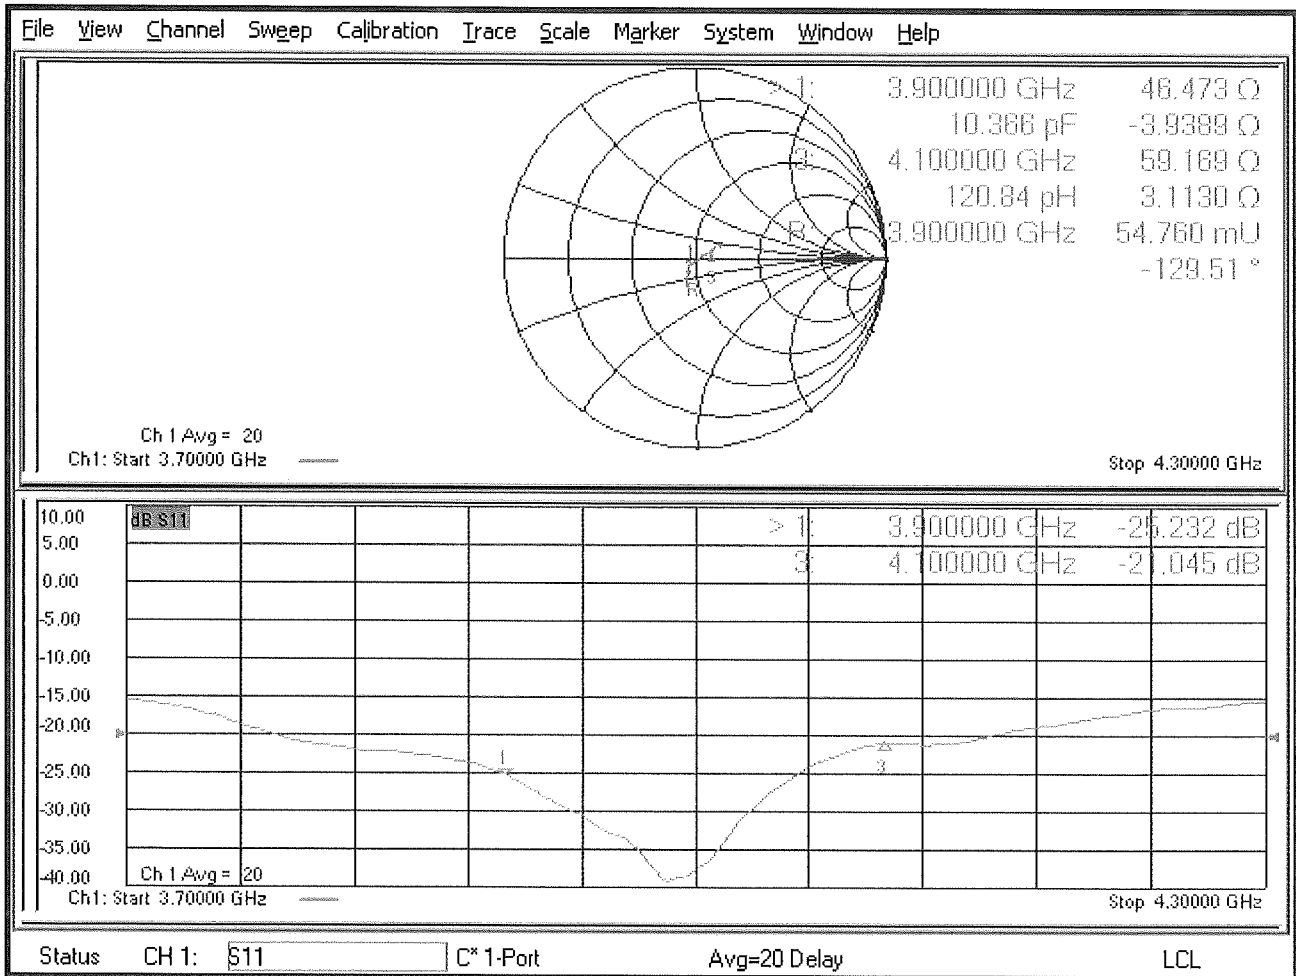 File View Channel Sweep Calibration Trace Scale Marker System Window Help
> 1: 3.900000 GHz 46.473 Ω
10.366 pF -3.9389 Ω
3: 4.100000 GHz 59.169 Ω
120.84 pH 3.1130 Ω
R: 3.900000 GHz 54.760 mU
-129.51 °
1
3
R
Ch 1 Avg = 20
Ch1: Start 3.70000 GHz
Stop 4.30000 GHz
10.00
5.00
0.00
-5.00
-10.00
-15.00
-20.00
-25.00
-30.00
-35.00
-40.00
dB S11
> 1: 3.900000 GHz -25.232 dB
3: 4.100000 GHz -21.045 dB
1
3
Ch 1 Avg = 20
Ch1: Start 3.70000 GHz
Stop 4.30000 GHz
Status CH 1: S11 C* 1-Port Avg=20 Delay LCL